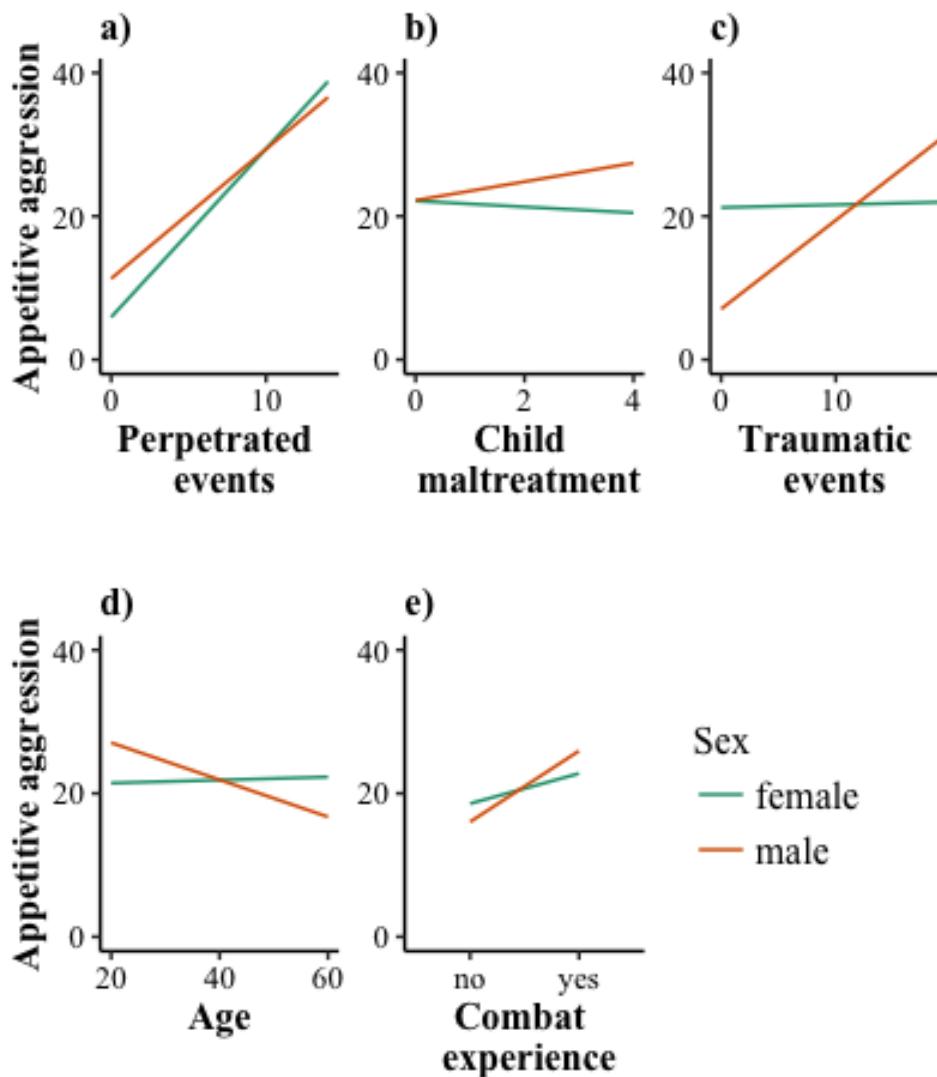 a)
b)
c)
Appetitive aggression
40
20
0
0
10
Perpetrated
events
40
20
0
0
2
4
Child
maltreatment
40
20
0
0
10
Traumatic
events
d)
e)
Appetitive aggression
40
20
0
20
40
60
Age
40
20
0
no
yes
Combat
experience
Sex
female
male